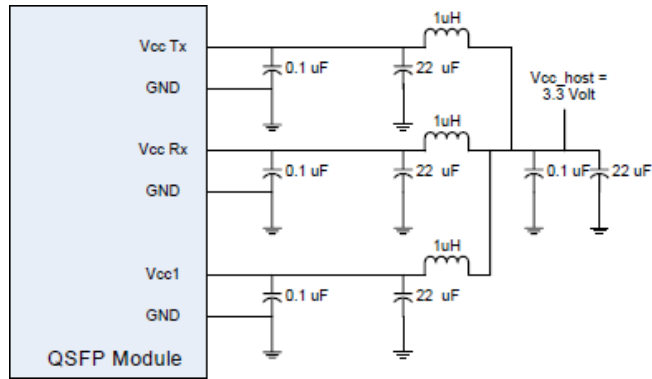 1uH
Vcc Tx
0.1 uF
22 uF
GND
Vcc_host =
3.3 Volt
1uH
Vcc Rx
0.1 uF
22 uF
0.1 uF
22 uF
GND
1uH
Vcc1
0.1 uF
22 uF
GND
QSFP Module